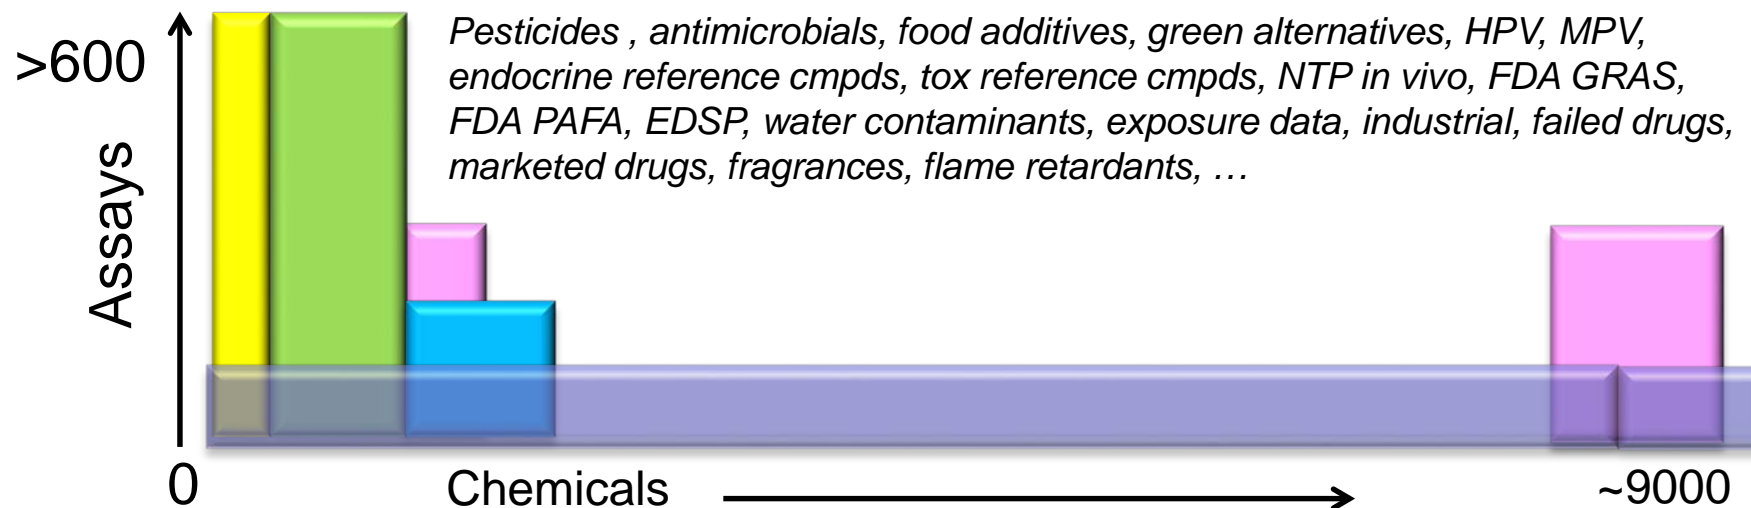 >600
Assays
Pesticides , antimicrobials, food additives, green alternatives, HPV, MPV,
endocrine reference cmpds, tox reference cmpds, NTP in vivo, FDA GRAS,
FDA PAFA, EDSP, water contaminants, exposure data, industrial, failed drugs,
marketed drugs, fragrances, flame retardants, …
0
Chemicals
~9000